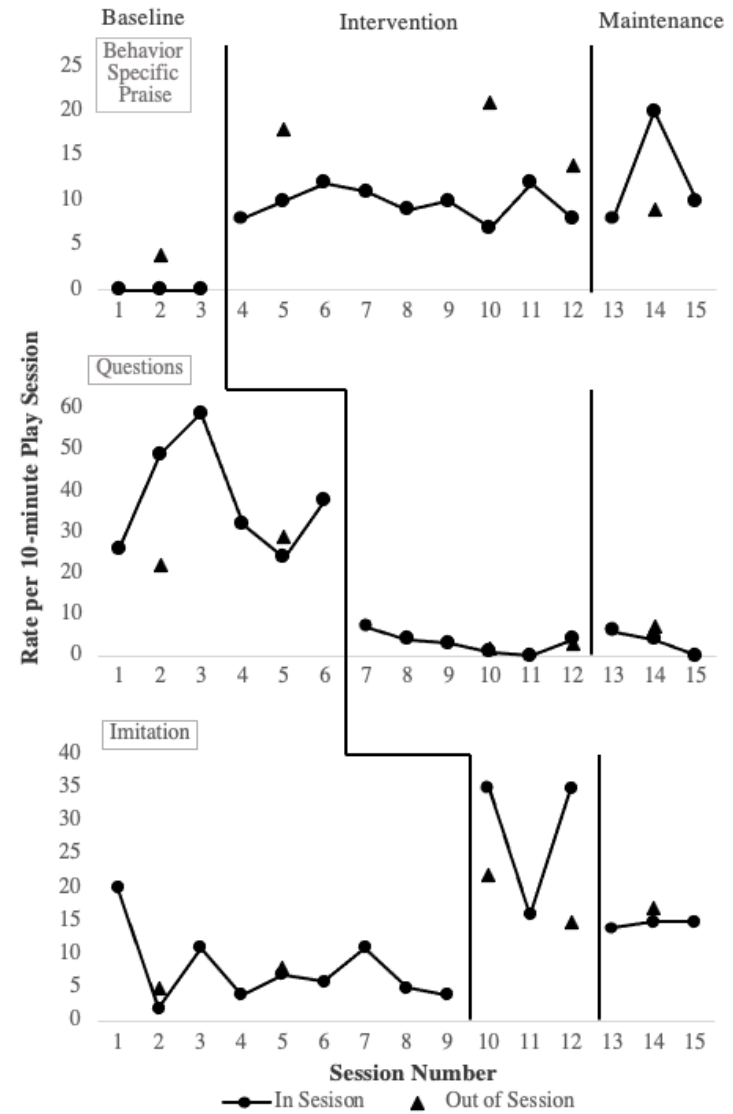 Baseline
Intervention
Maintenance
Behavior
Specific
Praise
25
20
15
10
5
0
1 2 3 4 5 6 7 8 9 10 11 12 13 14 15
Rate per 10-minute Play Session
Questions
60
50
40
30
20
10
0
1 2 3 4 5 6 7 8 9 10 11 12 13 14 15
Imitation
40
35
30
25
20
15
10
5
0
1 2 3 4 5 6 7 8 9 10 11 12 13 14 15
Session Number
In Sesison
Out of Session